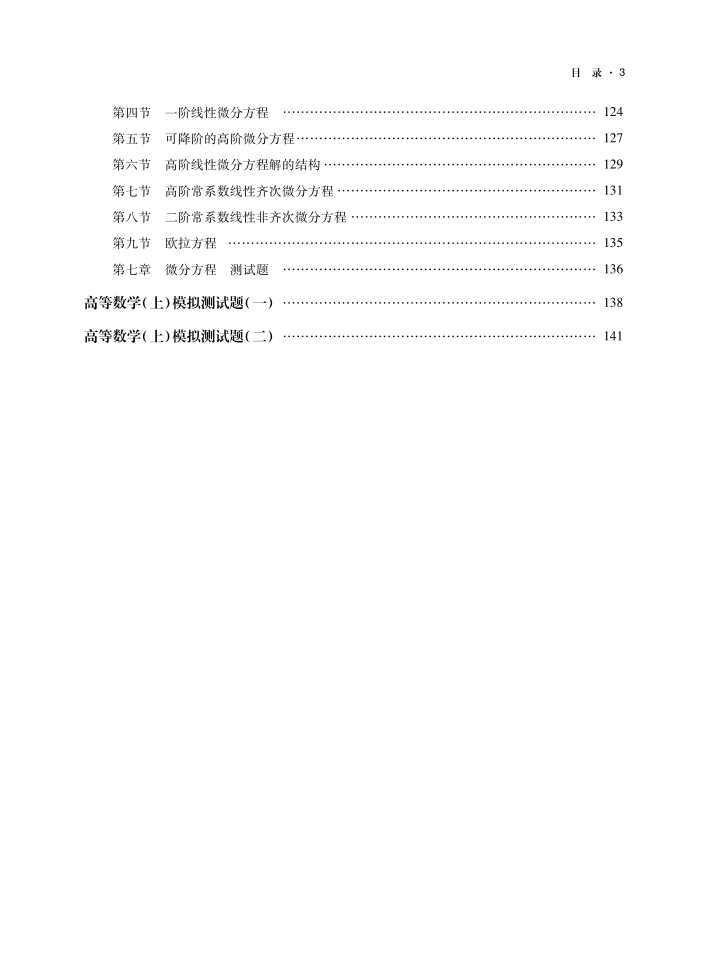 目 录 · 3
第四节 一阶线性微分方程 …………………………………………………………… 124
第五节 可降阶的高阶微分方程………………………………………………………… 127
第六节 高阶线性微分方程解的结构…………………………………………………… 129
第七节 高阶常系数线性齐次微分方程………………………………………………… 131
第八节 二阶常系数线性非齐次微分方程……………………………………………… 133
第九节 欧拉方程 ……………………………………………………………………… 135
第七章 微分方程 测试题 …………………………………………………………… 136
高等数学(上)模拟测试题(一) …………………………………………………………… 138
高等数学(上)模拟测试题(二) …………………………………………………………… 141